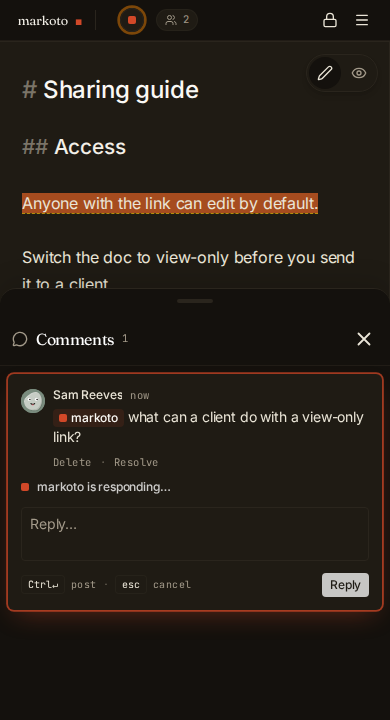 markoto
2
# Sharing guide
## Access
Anyone with the link can edit by default.
Switch the doc to view-only before you send
it to a client
Comments 1
Sam Reeves now
markoto what can a client do with a view-only
link?
Delete · Resolve
markoto is responding...
Reply...
Ctrl↵ post · esc cancel
Reply